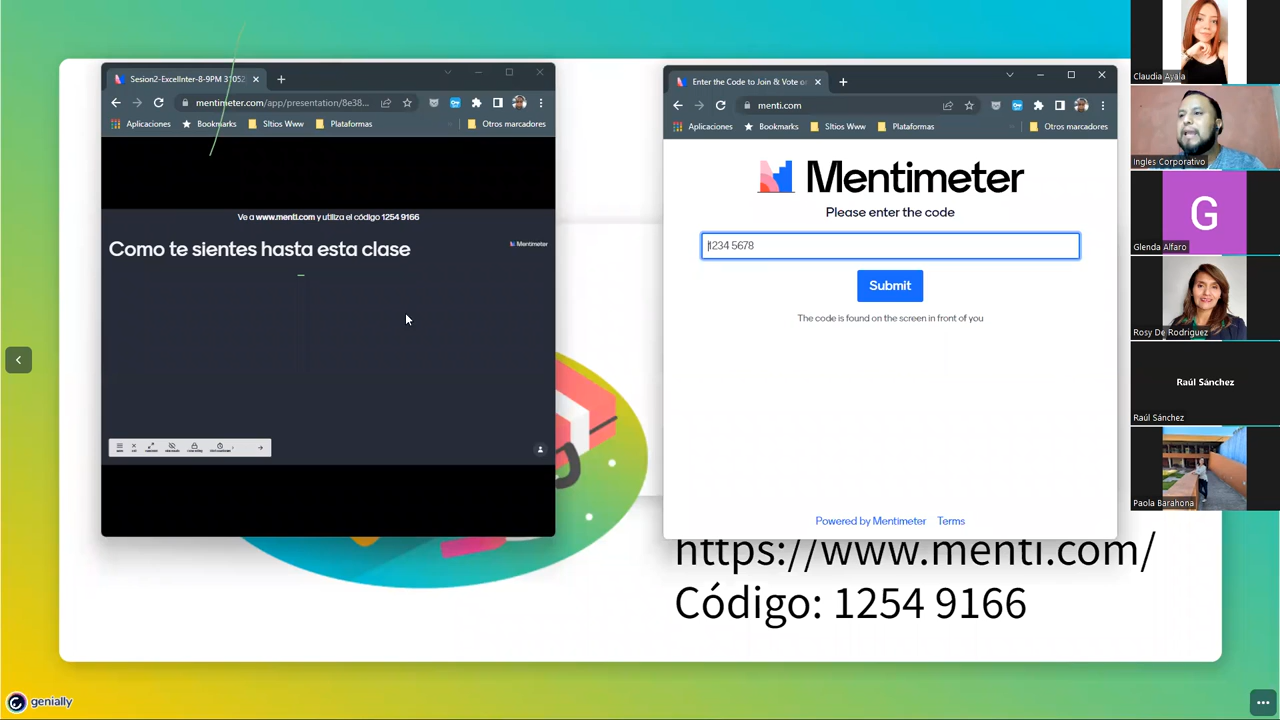 Sesion2-ExcelInter-8-9PM 31052
mentimeter.com/app/presentation/8e38...
Aplicaciones
Bookmarks
SItios Www
Plataformas
Otros marcadores
Ve a www.menti.com y utiliza el código 1254 9166
Como te sientes hasta esta clase
Mentimeter
Enter the Code to Join & Vote o
menti.com
Aplicaciones
Bookmarks
SItios Www
Plataformas
Otros marcadores
Mentimeter
Please enter the code
1234 5678
Submit
The code is found on the screen in front of you
Powered by Mentimeter Terms
https://www.menti.com/
Código: 1254 9166
Claudia Ayala
Ingles Corporativo
G
Glenda Alfaro
Rosy De Rodriguez
Raúl Sánchez
Raúl Sánchez
Paola Barahona
genially